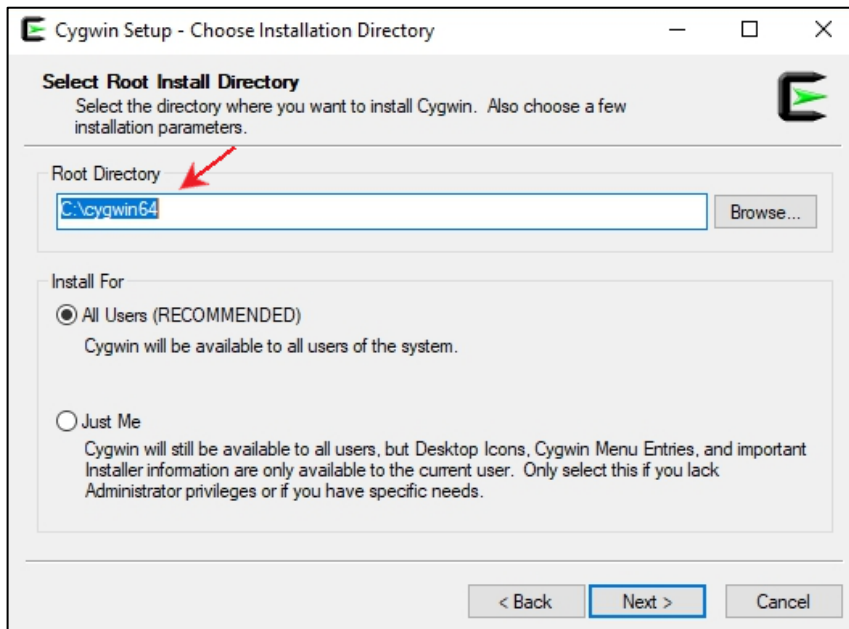 Cygwin Setup - Choose Installation Directory
Select Root Install Directory
Select the directory where you want to install Cygwin. Also choose a few
installation parameters.
Root Directory
C:\cygwin64
Browse...
Install For
All Users (RECOMMENDED)
Cygwin will be available to all users of the system.
Just Me
Cygwin will still be available to all users, but Desktop Icons, Cygwin Menu Entries, and important
Installer information are only available to the current user. Only select this if you lack
Administrator privileges or if you have specific needs.
< Back
Next >
Cancel